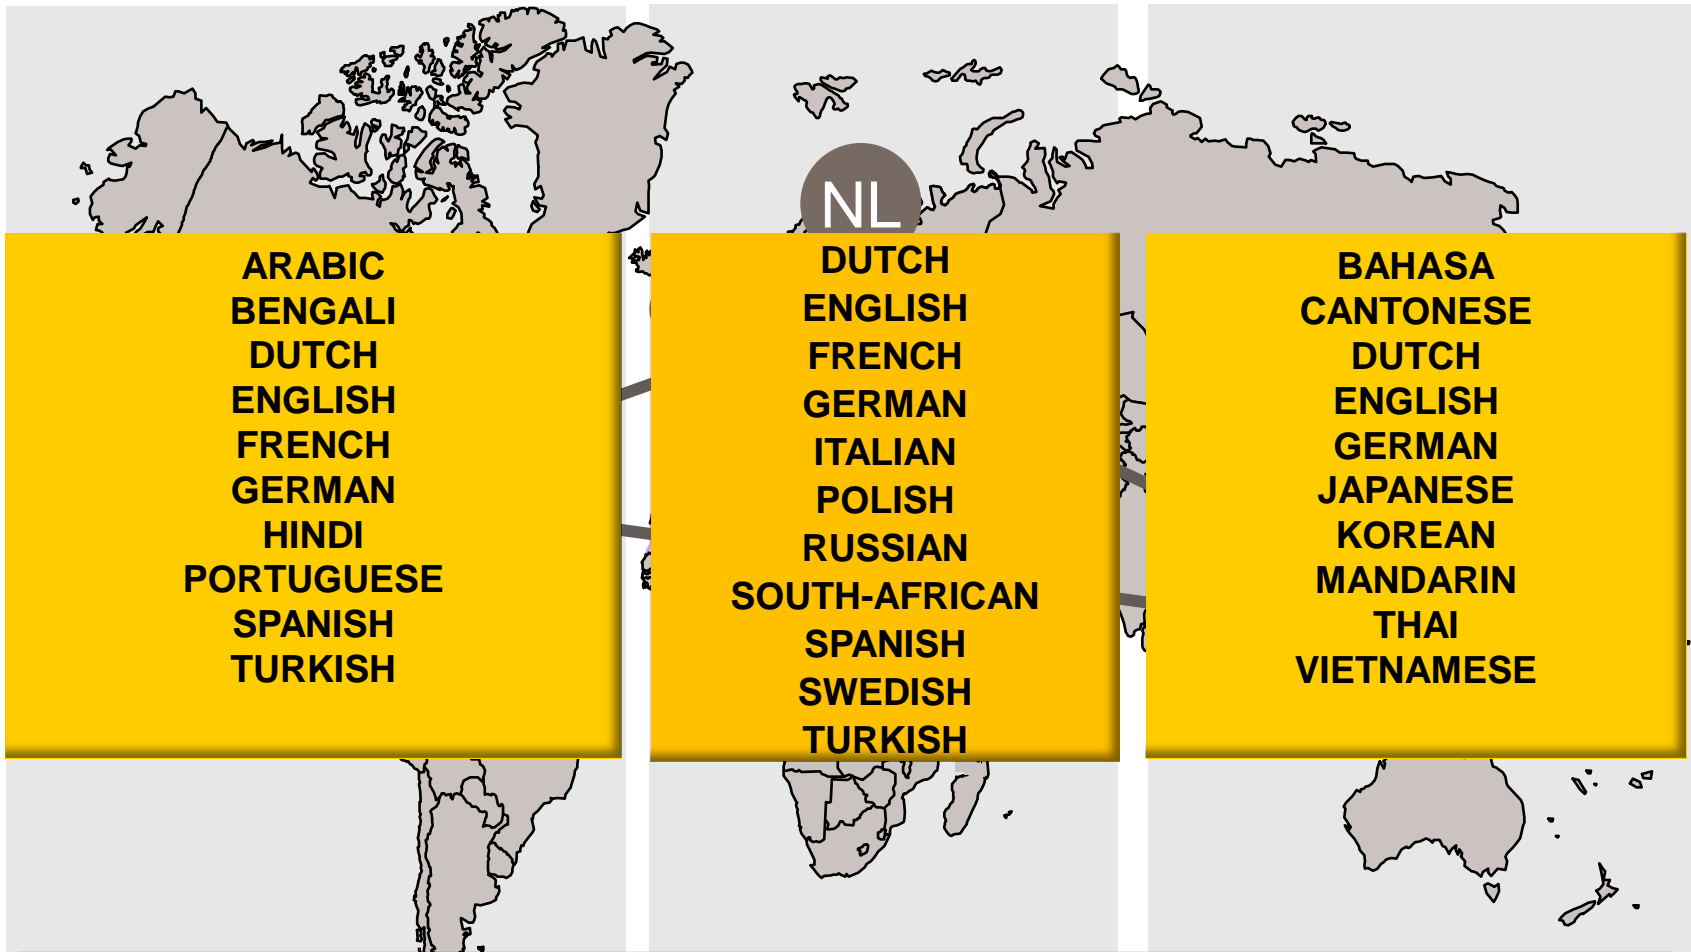 NL
ARABIC
BENGALI
DUTCH
ENGLISH
FRENCH
GERMAN
HINDI
PORTUGUESE
SPANISH
TURKISH
DUTCH
ENGLISH
FRENCH
GERMAN
ITALIAN
POLISH
RUSSIAN
SOUTH-AFRICAN
SPANISH
SWEDISH
TURKISH
BAHASA
CANTONESE
DUTCH
ENGLISH
GERMAN
JAPANESE
KOREAN
MANDARIN
THAI
VIETNAMESE